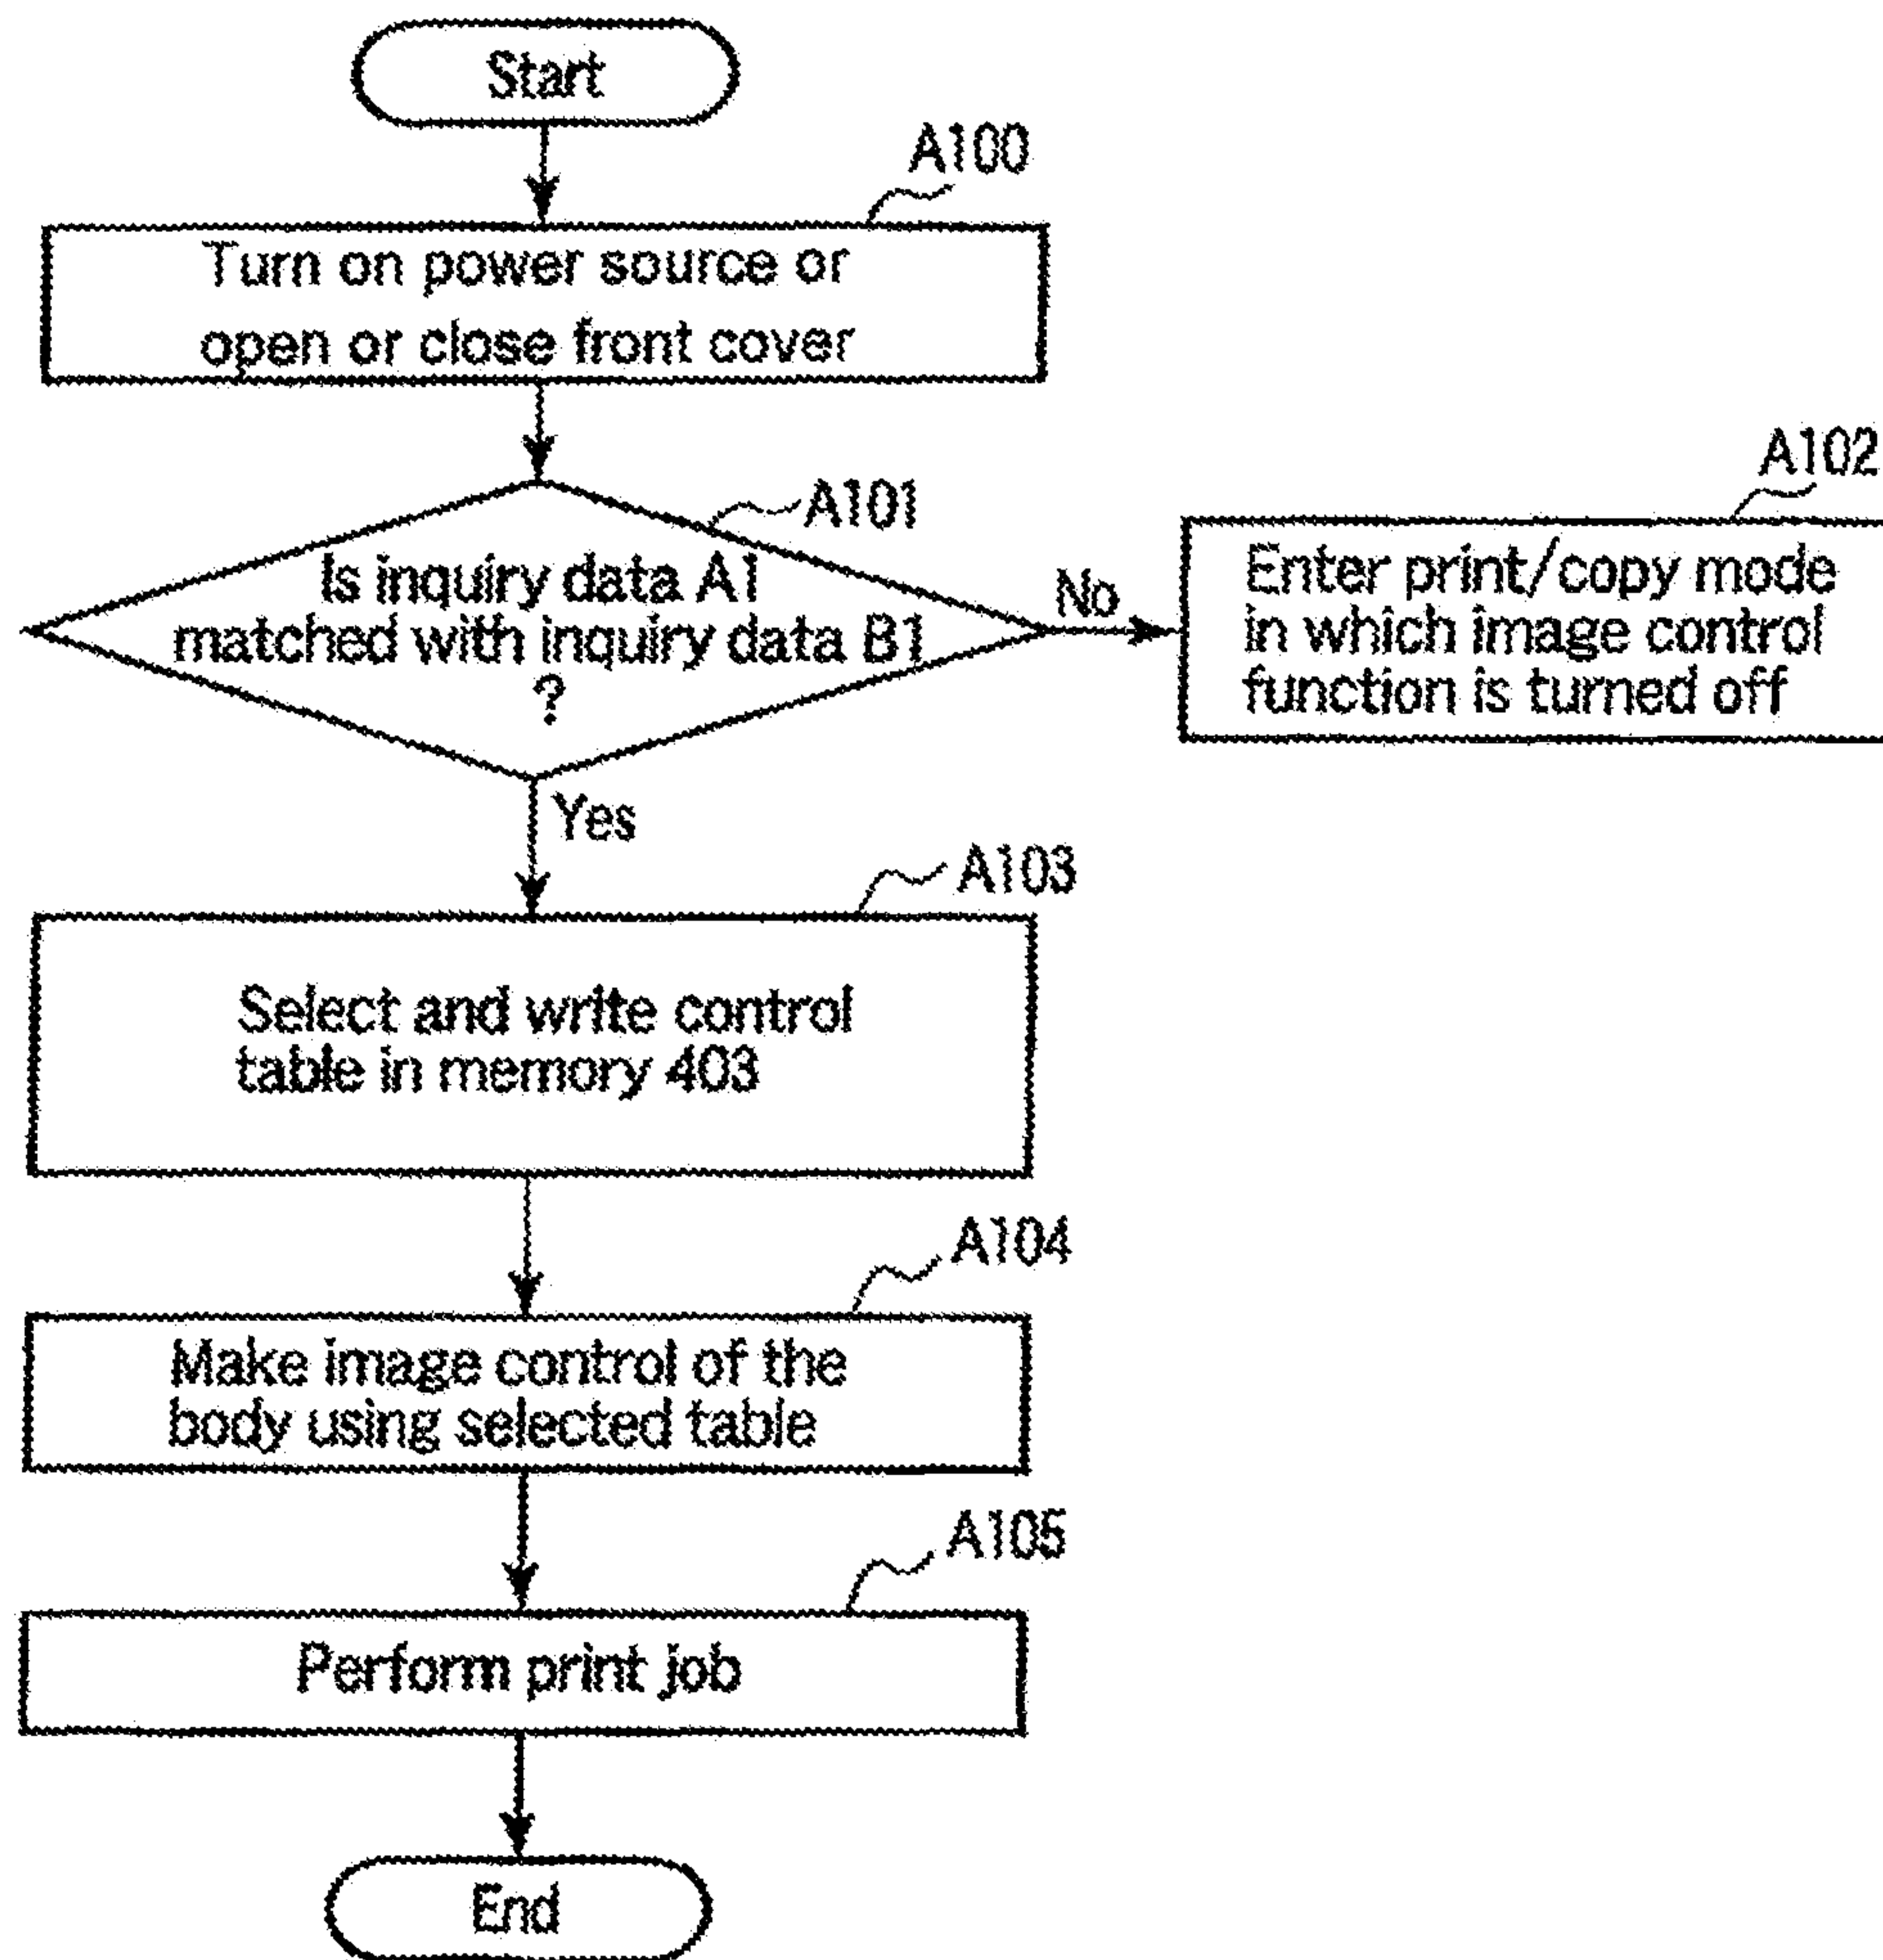 Start
A100
Turn on power source or
open or close front cover
A101
Is inquiry data A1
matched with inquiry data B1
?
No
A102
Enter print/copy mode
in which image control
function is turned off
Yes
A103
Select and write control
table in memory 403
A104
Make image control of the
body using selected table
A105
Perform print job
End